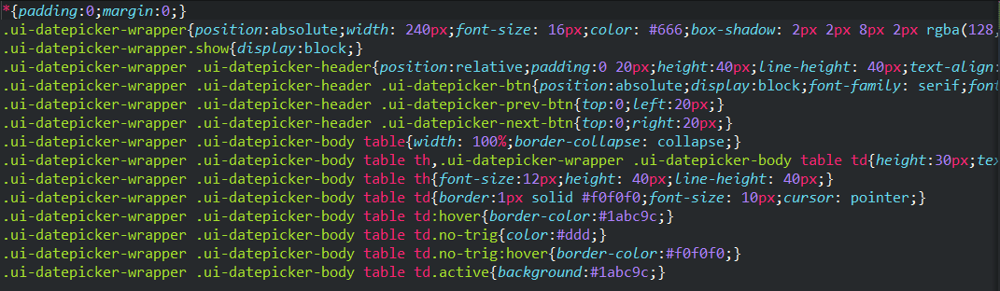 *{padding:0;margin:0;}
.ui-datepicker-wrapper{position:absolute;width: 240px;font-size: 16px;color: #666;box-shadow: 2px 2px 8px 2px rgba(128,
.ui-datepicker-wrapper.show{display:block;}
.ui-datepicker-wrapper .ui-datepicker-header{position:relative;padding:0 20px;height:40px;line-height: 40px;text-align:
.ui-datepicker-wrapper .ui-datepicker-header .ui-datepicker-btn{position:absolute;display:block;font-family: serif;font
.ui-datepicker-wrapper .ui-datepicker-header .ui-datepicker-prev-btn{top:0;left:20px;}
.ui-datepicker-wrapper .ui-datepicker-header .ui-datepicker-next-btn{top:0;right:20px;}
.ui-datepicker-wrapper .ui-datepicker-body table{width: 100%;border-collapse: collapse;}
.ui-datepicker-wrapper .ui-datepicker-body table th,.ui-datepicker-wrapper .ui-datepicker-body table td{height:30px;tex
.ui-datepicker-wrapper .ui-datepicker-body table th{font-size:12px;height: 40px;line-height: 40px;}
.ui-datepicker-wrapper .ui-datepicker-body table td{border:1px solid #f0f0f0;font-size: 10px;cursor: pointer;}
.ui-datepicker-wrapper .ui-datepicker-body table td:hover{border-color:#1abc9c;}
.ui-datepicker-wrapper .ui-datepicker-body table td.no-trig{color:#ddd;}
.ui-datepicker-wrapper .ui-datepicker-body table td.no-trig:hover{border-color:#f0f0f0;}
.ui-datepicker-wrapper .ui-datepicker-body table td.active{background:#1abc9c;}